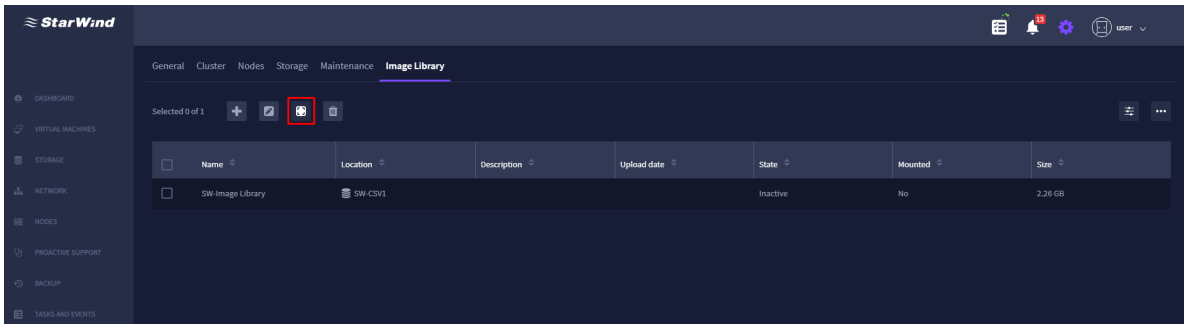 StarWind
13
user
General Cluster Nodes Storage Maintenance Image Library
DASHBOARD
Selected 0 of 1
VIRTUAL MACHINES
STORAGE
Name Location Description Upload date State Mounted Size
NETWORK
SW-Image Library SW-CSV1 Inactive No 2.26 GB
NODES
PROACTIVE SUPPORT
BACKUP
TASKS AND EVENTS